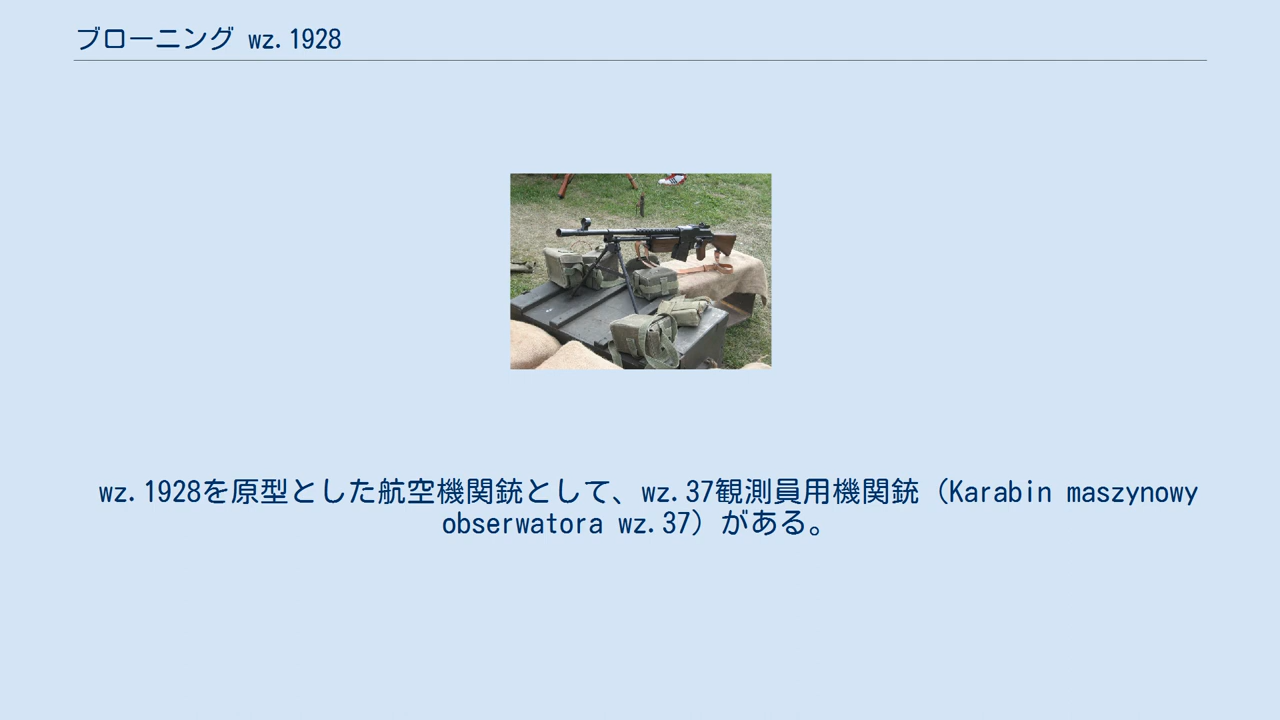 ブローニング wz.1928
wz.1928を原型とした航空機関銃として、wz.37観測員用機関銃（Karabin maszynowy
obserwatora wz.37）がある。